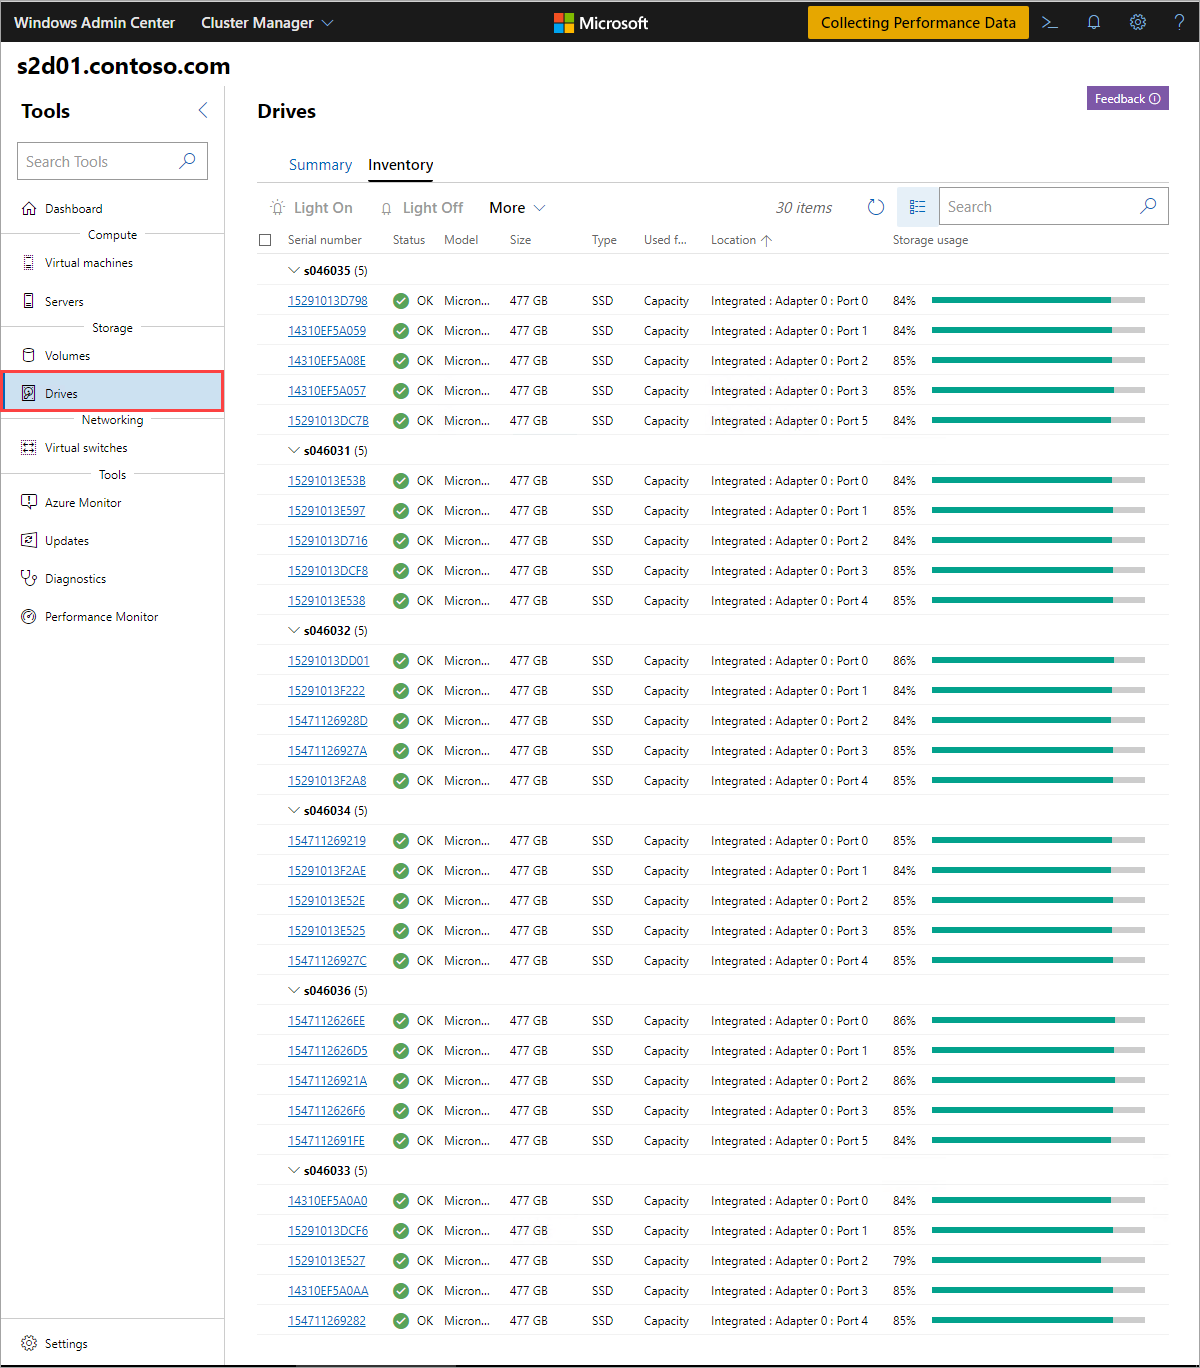 Windows Admin Center Cluster Manager Microsoft Collecting Performance Data
s2d01.contoso.com
Tools
Search Tools
Dashboard
Compute
Virtual machines
Servers
Storage
Volumes
Drives
Networking
Virtual switches
Tools
Azure Monitor
Updates
Diagnostics
Performance Monitor
Settings
Drives
Feedback
Summary Inventory
Light On Light Off More 30 items Search
Serial number Status Model Size Type Used f... Location Storage usage
s046035 (5)
15291013D798 OK Micron... 477 GB SSD Capacity Integrated : Adapter 0 : Port 0 84%
14310EF5A059 OK Micron... 477 GB SSD Capacity Integrated : Adapter 0 : Port 1 84%
14310EF5A08E OK Micron... 477 GB SSD Capacity Integrated : Adapter 0 : Port 2 85%
14310EF5A057 OK Micron... 477 GB SSD Capacity Integrated : Adapter 0 : Port 3 85%
15291013DC7B OK Micron... 477 GB SSD Capacity Integrated : Adapter 0 : Port 5 84%
s046031 (5)
15291013E53B OK Micron... 477 GB SSD Capacity Integrated : Adapter 0 : Port 0 84%
15291013E597 OK Micron... 477 GB SSD Capacity Integrated : Adapter 0 : Port 1 85%
15291013D716 OK Micron... 477 GB SSD Capacity Integrated : Adapter 0 : Port 2 84%
15291013DCF8 OK Micron... 477 GB SSD Capacity Integrated : Adapter 0 : Port 3 85%
15291013E538 OK Micron... 477 GB SSD Capacity Integrated : Adapter 0 : Port 4 85%
s046032 (5)
15291013DD01 OK Micron... 477 GB SSD Capacity Integrated : Adapter 0 : Port 0 86%
15291013F222 OK Micron... 477 GB SSD Capacity Integrated : Adapter 0 : Port 1 84%
15471126928D OK Micron... 477 GB SSD Capacity Integrated : Adapter 0 : Port 2 84%
15471126927A OK Micron... 477 GB SSD Capacity Integrated : Adapter 0 : Port 3 85%
15291013F2A8 OK Micron... 477 GB SSD Capacity Integrated : Adapter 0 : Port 4 85%
s046034 (5)
154711269219 OK Micron... 477 GB SSD Capacity Integrated : Adapter 0 : Port 0 85%
15291013F2AE OK Micron... 477 GB SSD Capacity Integrated : Adapter 0 : Port 1 84%
15291013E52E OK Micron... 477 GB SSD Capacity Integrated : Adapter 0 : Port 2 85%
15291013E525 OK Micron... 477 GB SSD Capacity Integrated : Adapter 0 : Port 3 85%
15471126927C OK Micron... 477 GB SSD Capacity Integrated : Adapter 0 : Port 4 85%
s046036 (5)
1547112626EE OK Micron... 477 GB SSD Capacity Integrated : Adapter 0 : Port 0 86%
1547112626D5 OK Micron... 477 GB SSD Capacity Integrated : Adapter 0 : Port 1 85%
15471126921A OK Micron... 477 GB SSD Capacity Integrated : Adapter 0 : Port 2 86%
1547112626F6 OK Micron... 477 GB SSD Capacity Integrated : Adapter 0 : Port 3 85%
1547112691FE OK Micron... 477 GB SSD Capacity Integrated : Adapter 0 : Port 5 84%
s046033 (5)
14310EF5A0A0 OK Micron... 477 GB SSD Capacity Integrated : Adapter 0 : Port 0 84%
15291013DCF6 OK Micron... 477 GB SSD Capacity Integrated : Adapter 0 : Port 1 85%
15291013E527 OK Micron... 477 GB SSD Capacity Integrated : Adapter 0 : Port 2 79%
14310EF5A0AA OK Micron... 477 GB SSD Capacity Integrated : Adapter 0 : Port 3 85%
154711269282 OK Micron... 477 GB SSD Capacity Integrated : Adapter 0 : Port 4 85%